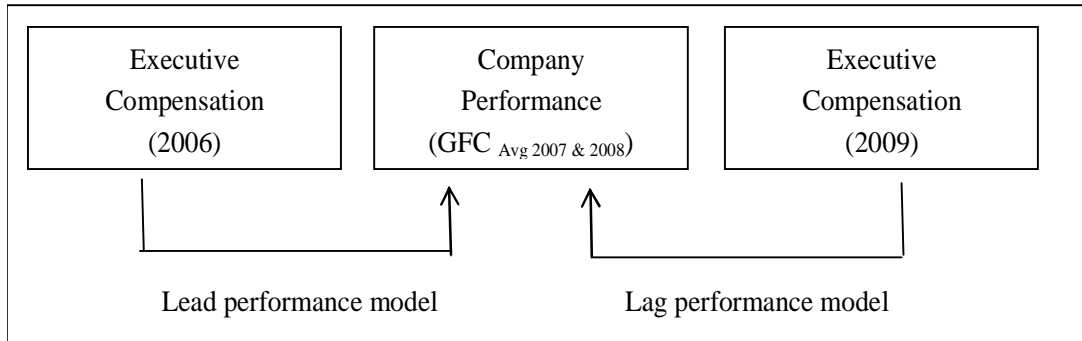 Executive
Compensation
(2006)
Company
Performance
(GFC Avg 2007 & 2008)
Executive
Compensation
(2009)
Lead performance model
Lag performance model